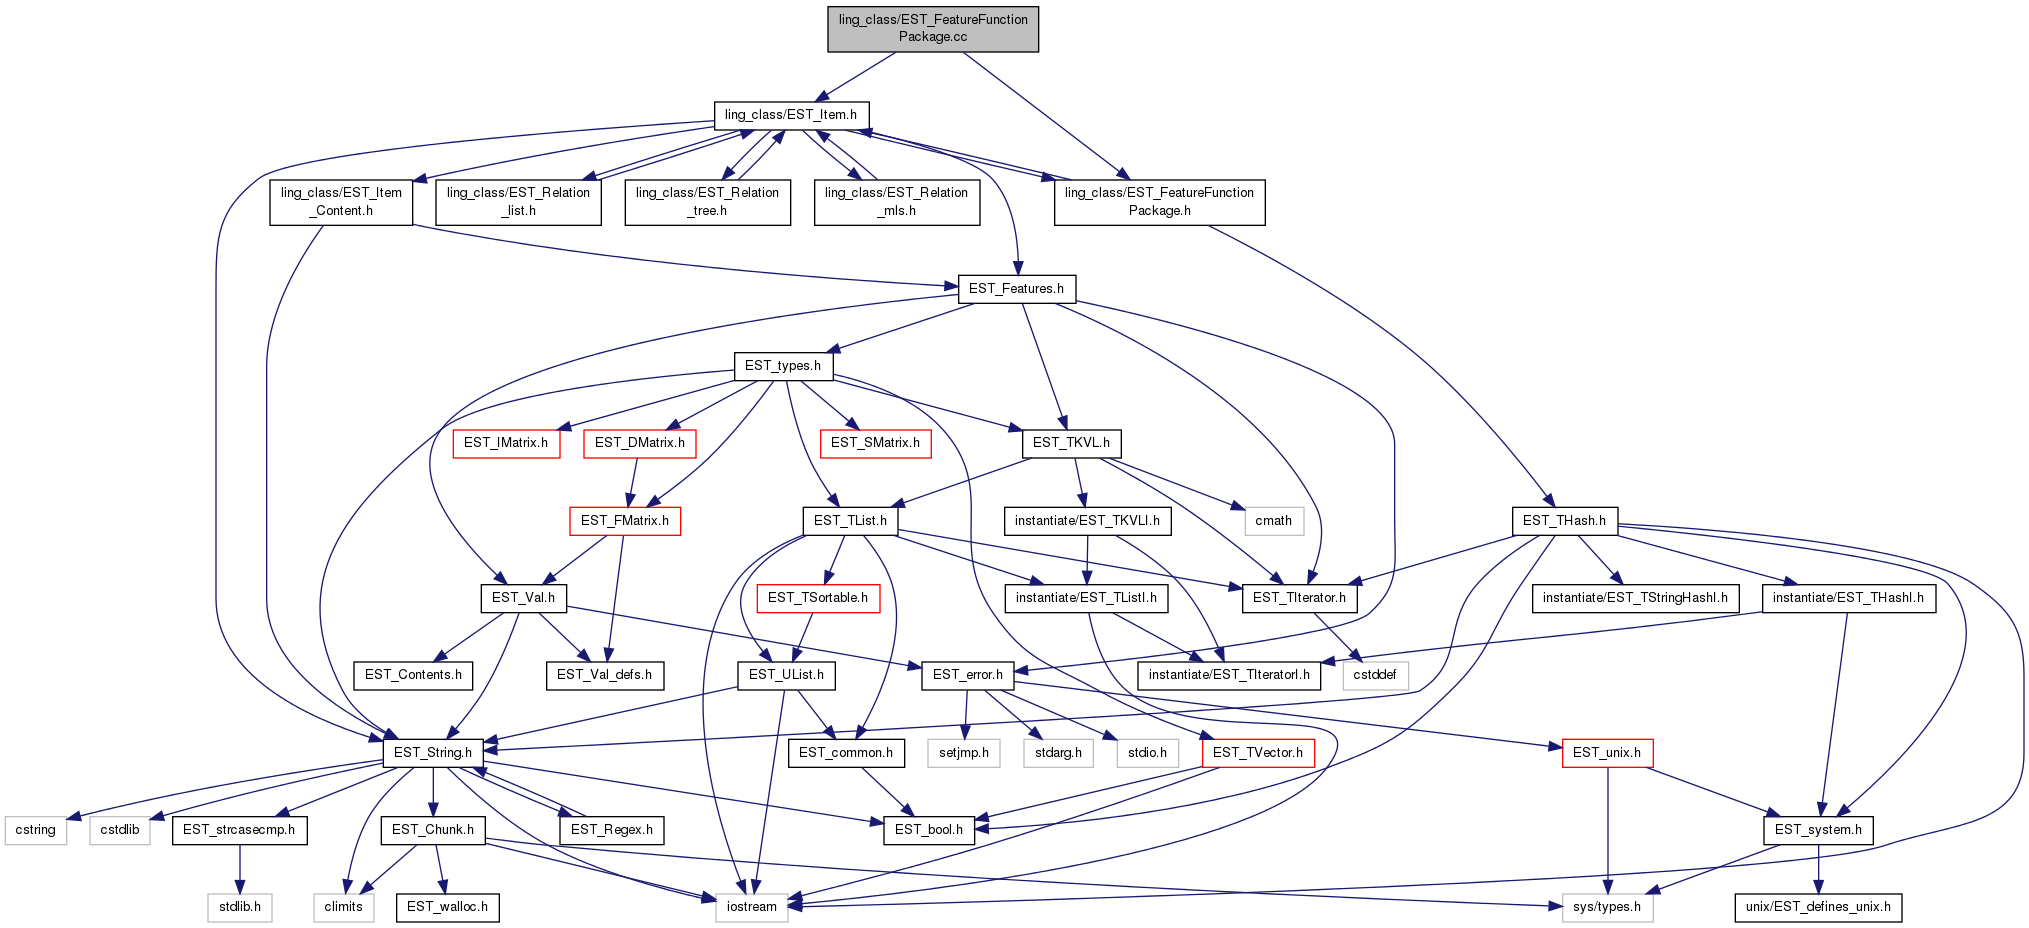 ling_class/EST_FeatureFunction
Package.cc
ling_class/EST_Item.h
ling_class/EST_Item
_Content.h
ling_class/EST_Relation
_list.h
ling_class/EST_Relation
_tree.h
ling_class/EST_Relation
_mls.h
ling_class/EST_FeatureFunction
Package.h
EST_Features.h
EST_types.h
EST_IMatrix.h
EST_DMatrix.h
EST_SMatrix.h
EST_TKVL.h
EST_FMatrix.h
EST_TList.h
instantiate/EST_TKVLI.h
cmath
EST_THash.h
EST_Val.h
EST_TSortable.h
instantiate/EST_TListI.h
EST_TIterator.h
instantiate/EST_TStringHashI.h
instantiate/EST_THashI.h
EST_Contents.h
EST_Val_defs.h
EST_UList.h
EST_error.h
instantiate/EST_TIteratorI.h
cstddef
EST_String.h
EST_common.h
setjmp.h
stdarg.h
stdio.h
EST_TVector.h
EST_unix.h
cstring
cstdlib
EST_strcasecmp.h
EST_Chunk.h
EST_Regex.h
EST_bool.h
EST_system.h
stdlib.h
climits
EST_walloc.h
iostream
sys/types.h
unix/EST_defines_unix.h